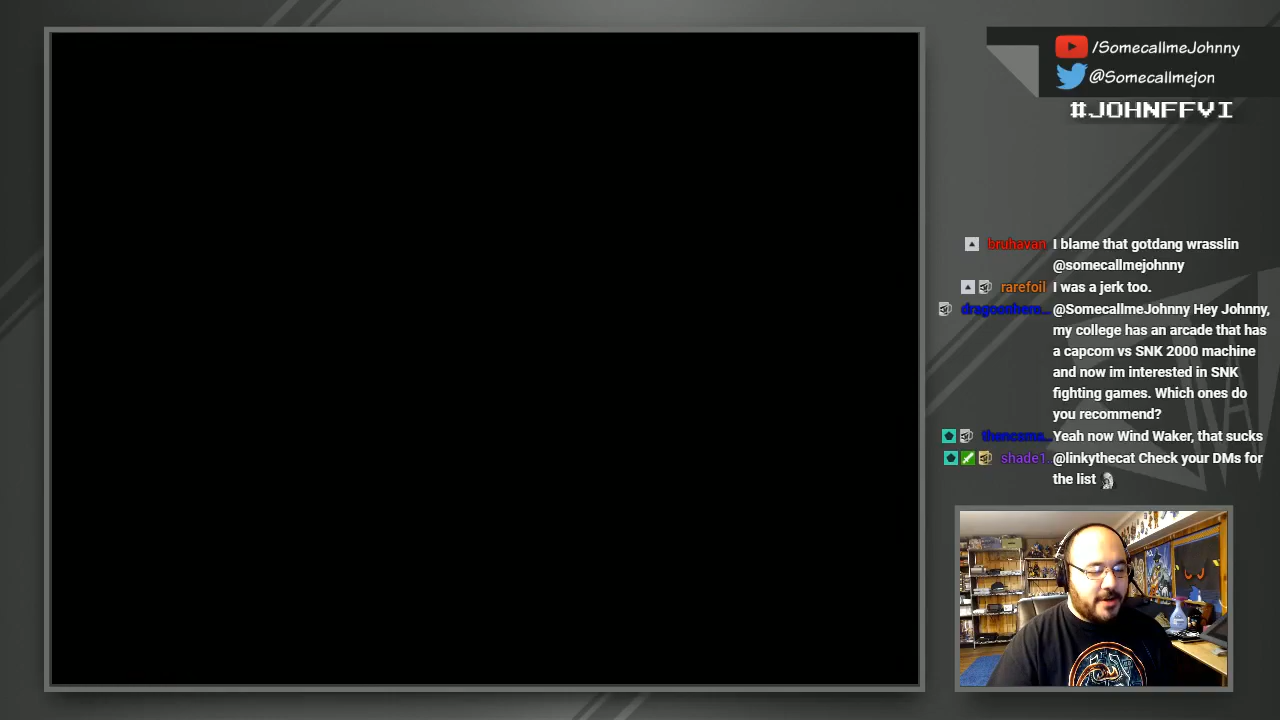 /SomecallmeJohnny
@Somecallmejon
#JOHNFFVI
bruhavan I blame that gotdang wrasslin
@somecallmejohnny
rarefoil I was a jerk too.
dragoonborn... @SomecallmeJohnny Hey Johnny,
my college has an arcade that has
a capcom vs SNK 2000 machine
and now im interested in SNK
fighting games. Which ones do
you recommend?
Yeah now Wind Waker, that sucks
shade1. @linkythecat Check your DMs for
the list